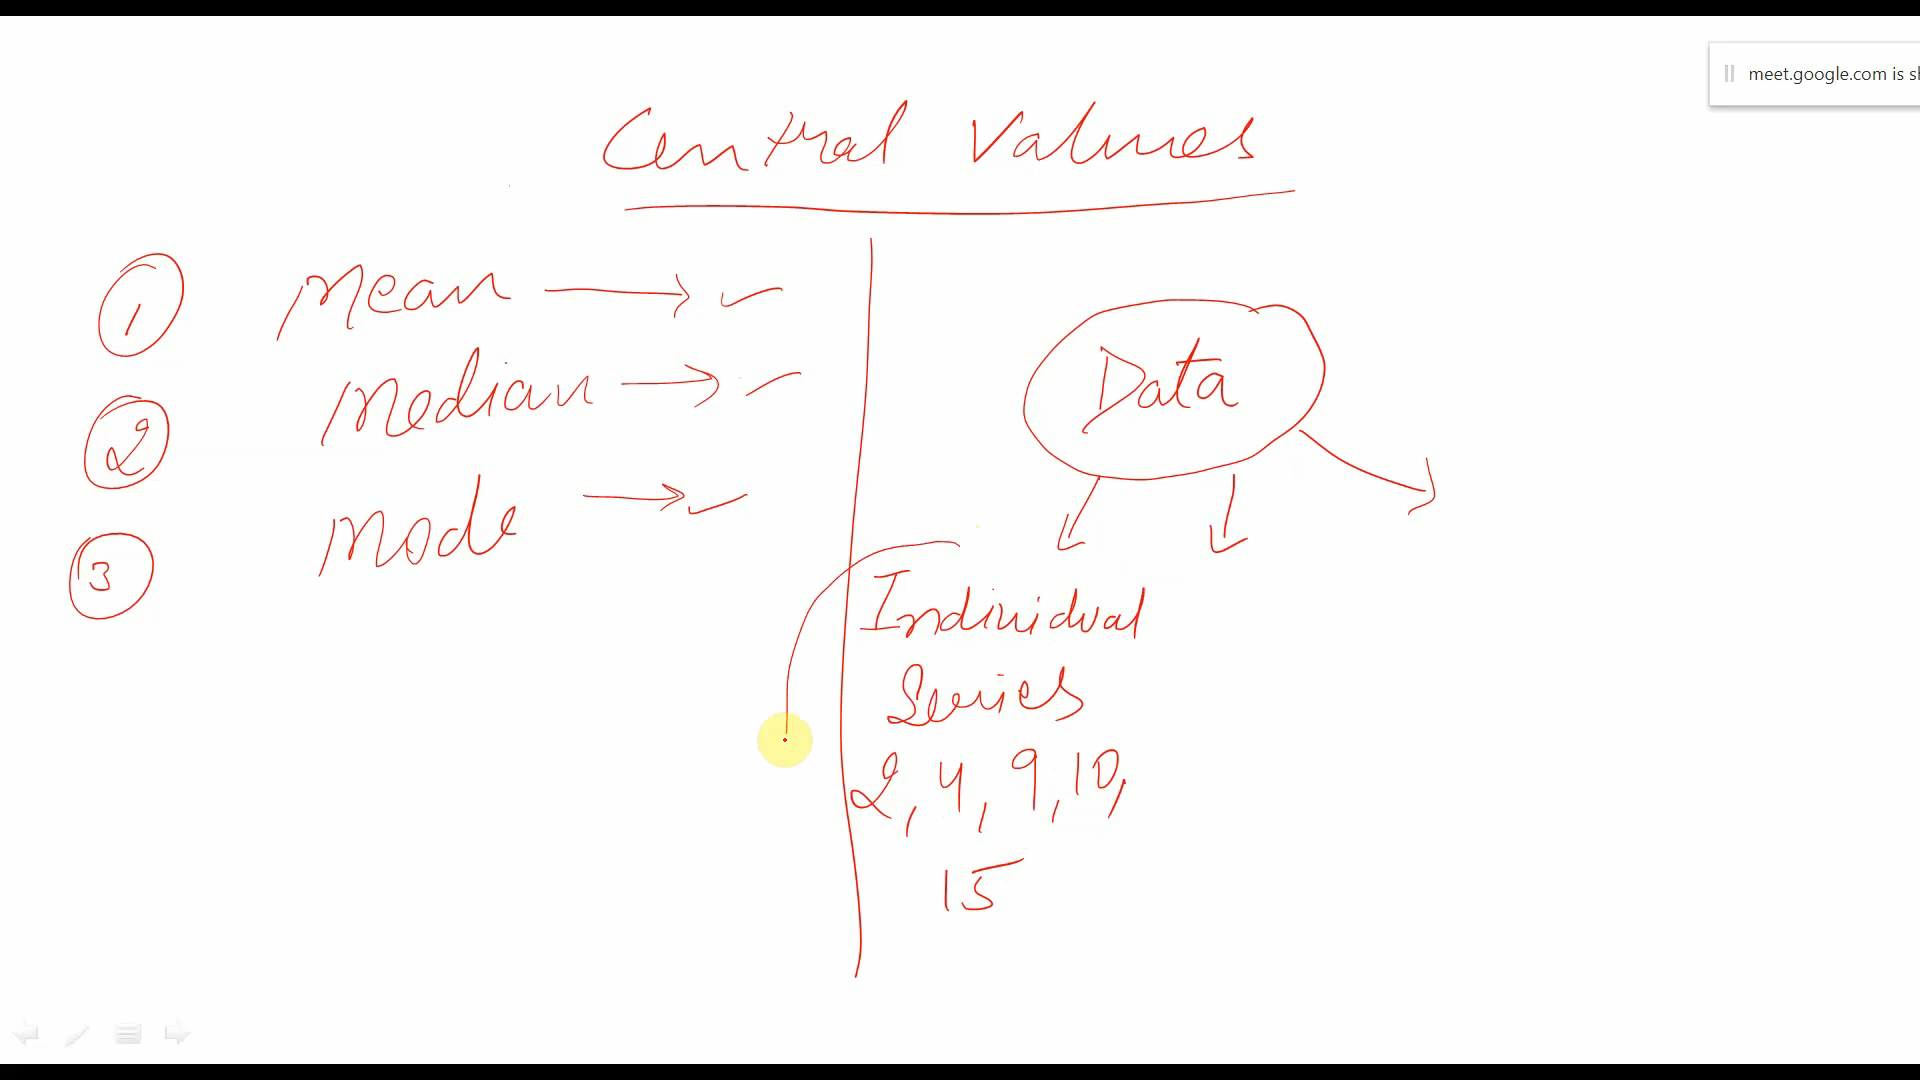 meet.google.com is sh
Central Values
1 Mean
2 Median
3 Mode
Data
Individual
Series
2, 4, 9, 10,
15